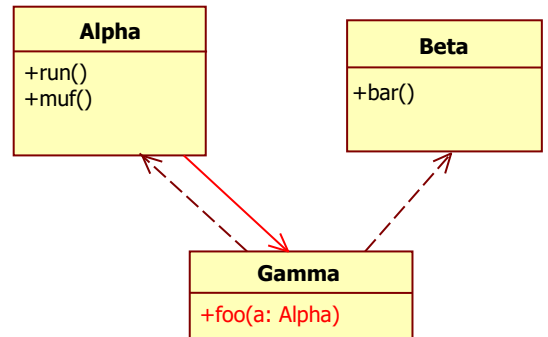 Alpha
+run()
+muf()
Beta
+bar()
Gamma
+foo(a: Alpha)